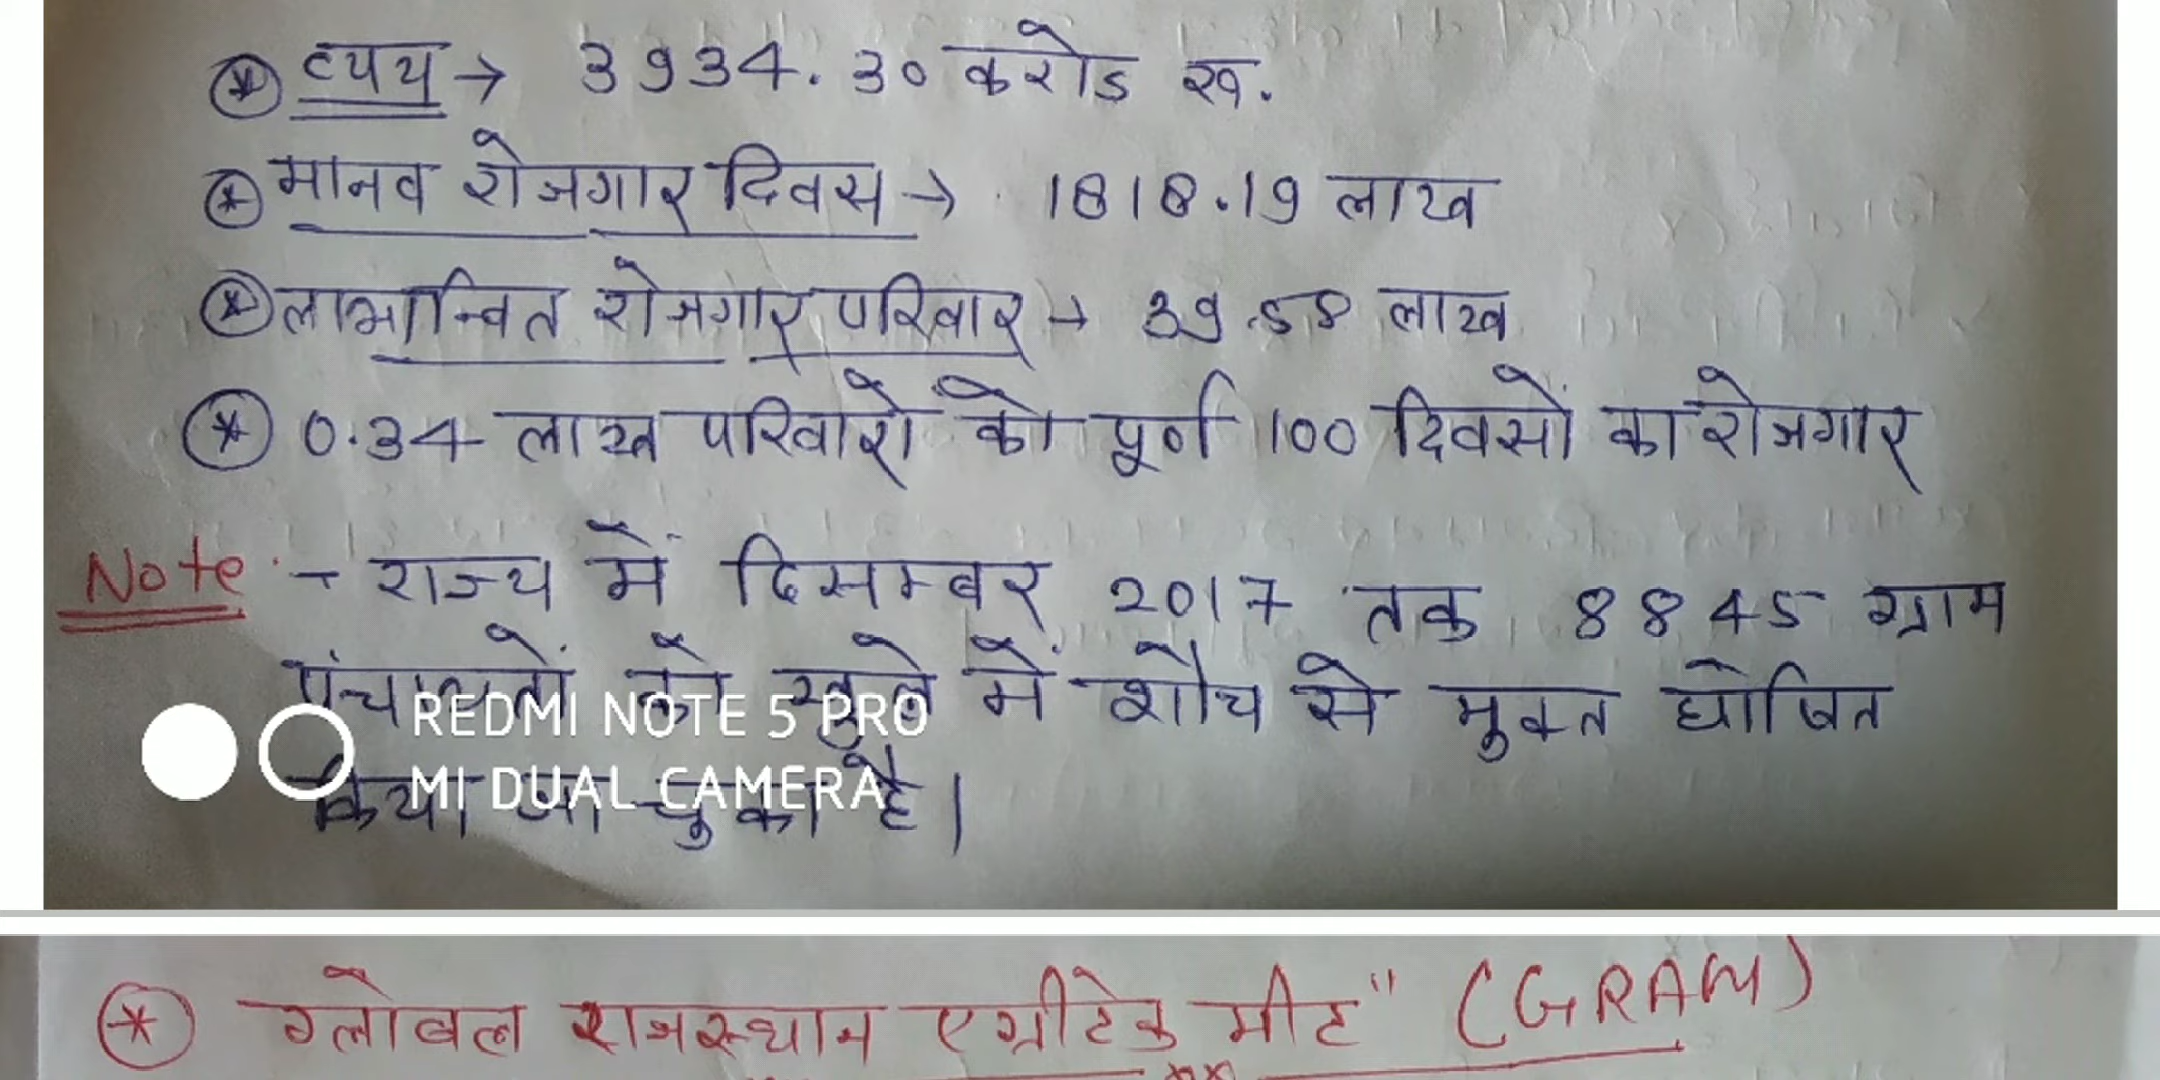 * व्यय → 3934.30 करोड रू.
* मानव रोजगार दिवस → 1818.19 लाख
* लाभान्वित रोजगार परिवार → 39.58 लाख
* 0.34 लाख परिवारो को पूर्ण 100 दिवसों का रोजगार
Note :- राज्य में दिसम्बर 2017 तक 8845 ग्राम
पंचायतों को खुले में शौच से मुक्त घोषित
किया जा चुका है।
REDMI NOTE 5 PRO
MI DUAL CAMERA
* ग्लोबल राजस्थान एग्रीटेक मीट" (GRAM)